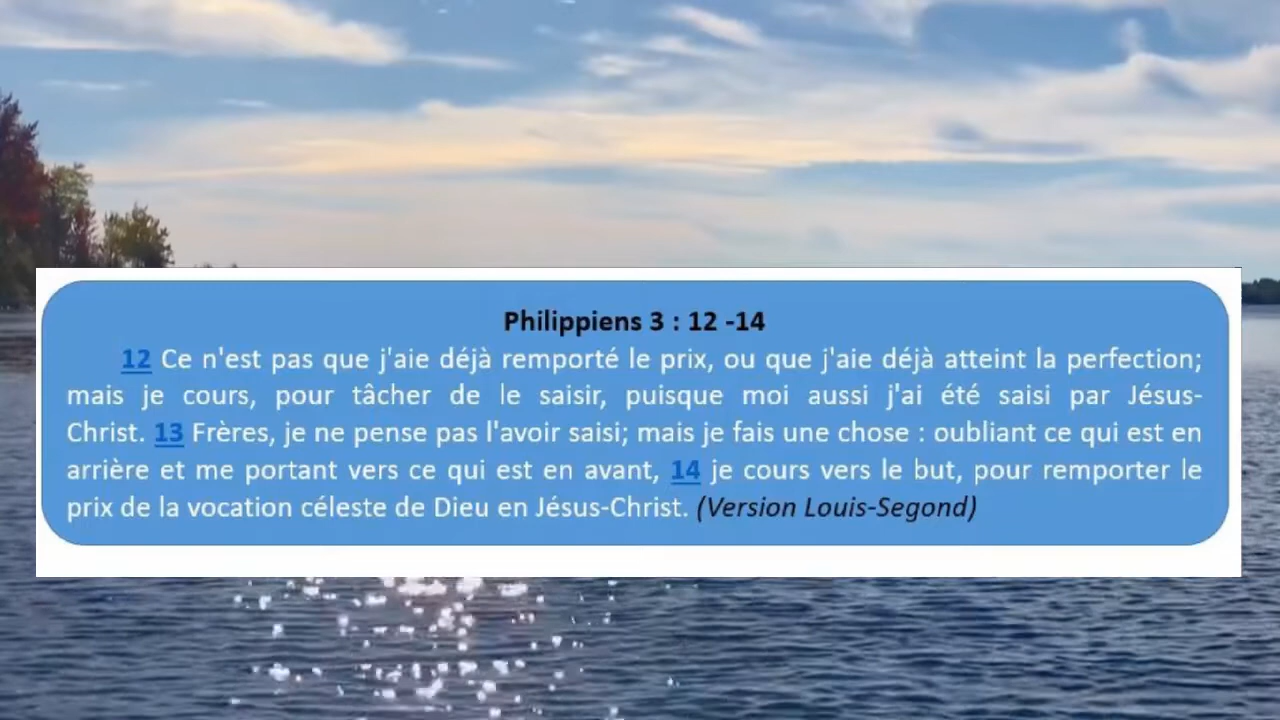 Philippiens 3 : 12 -14
12 Ce n'est pas que j'aie déjà remporté le prix, ou que j'aie déjà atteint la perfection;
mais je cours, pour tâcher de le saisir, puisque moi aussi j'ai été saisi par Jésus-
Christ. 13 Frères, je ne pense pas l'avoir saisi; mais je fais une chose : oubliant ce qui est en
arrière et me portant vers ce qui est en avant, 14 je cours vers le but, pour remporter le
prix de la vocation céleste de Dieu en Jésus-Christ. (Version Louis-Segond)